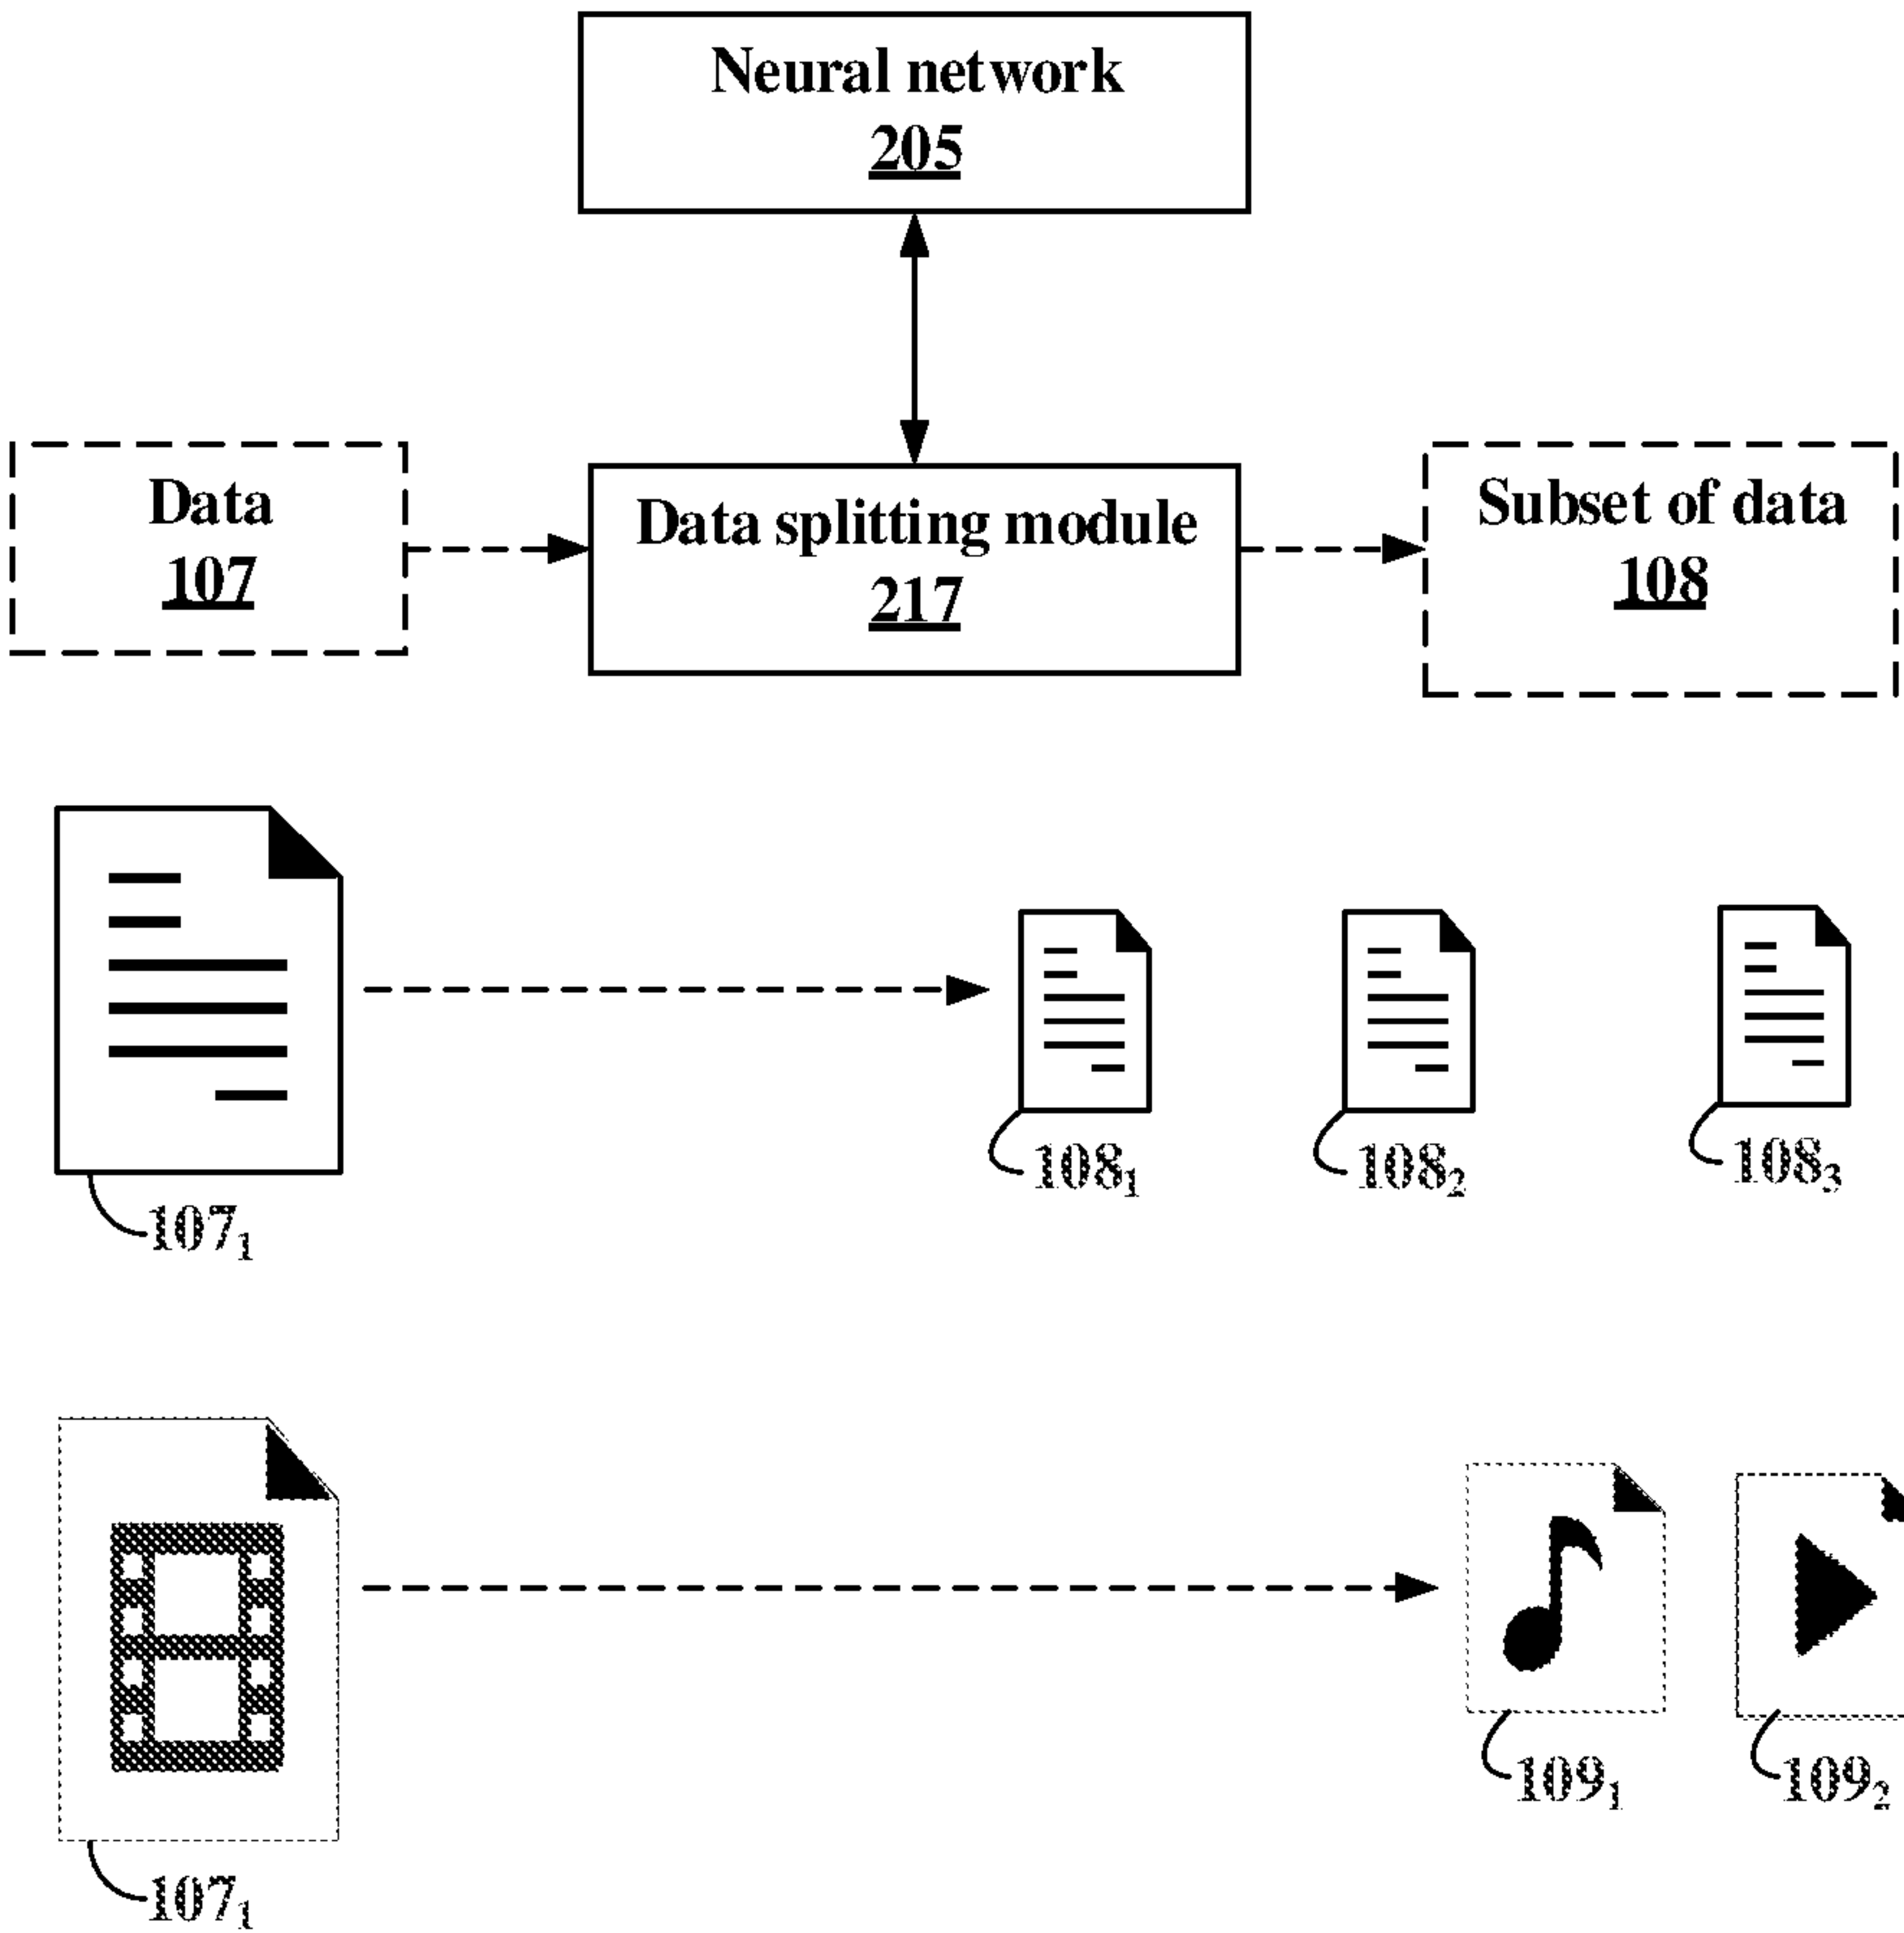 Neural network
205
Data
107
Data splitting module
217
Subset of data
108
108₁
108₂
108₃
107₁
109₁
109₂
107₁